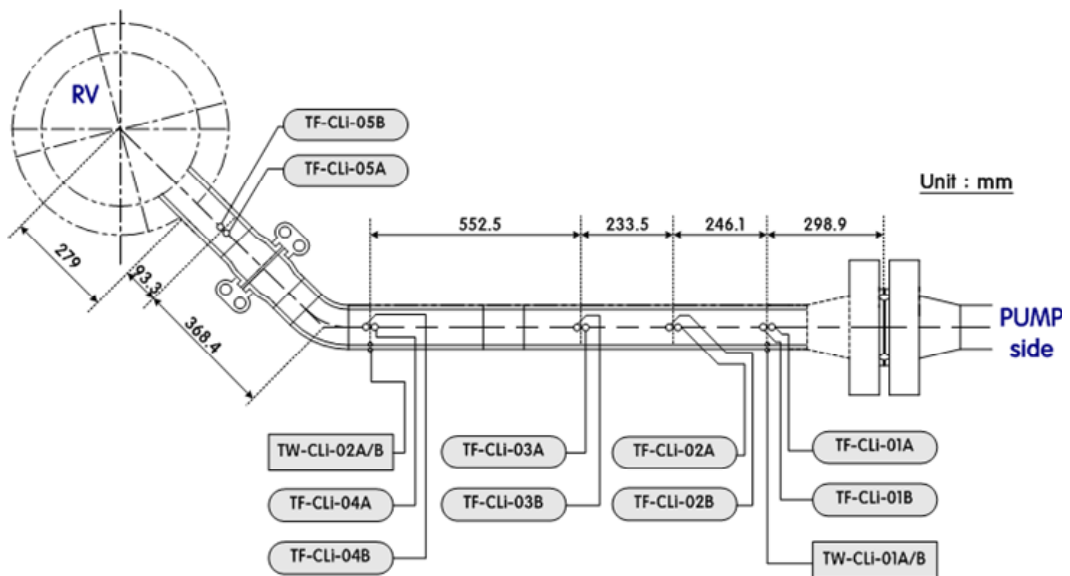 RV
TF-CLi-05B
TF-CLi-05A
Unit : mm
552.5
233.5
246.1
298.9
279
93.3
368.4
PUMP
side
TW-CLi-02A/B
TF-CLi-03A
TF-CLi-02A
TF-CLi-01A
TF-CLi-04A
TF-CLi-03B
TF-CLi-02B
TF-CLi-01B
TF-CLi-04B
TW-CLi-01A/B